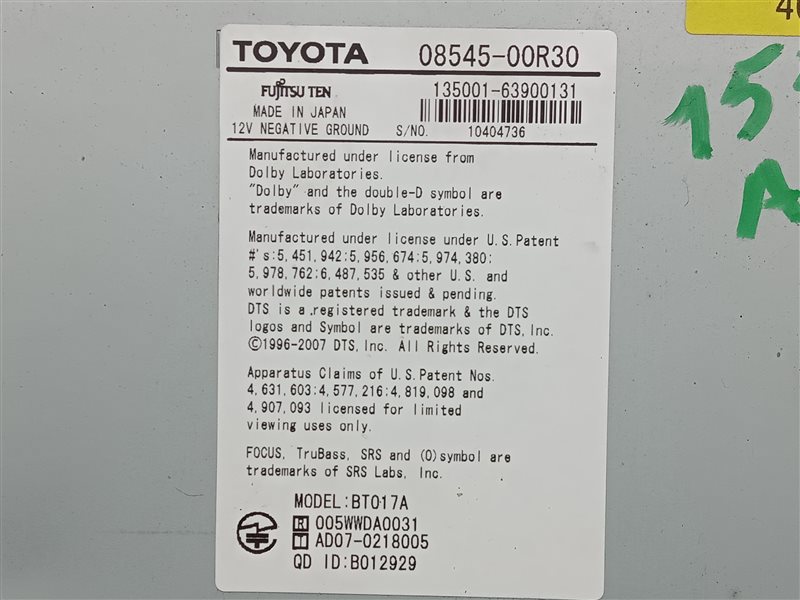 TOYOTA 08545-00R30
FUJITSU TEN 135001-63900131
MADE IN JAPAN
12V NEGATIVE GROUND S/NO. 10404736
Manufactured under license from
Dolby Laboratories.
"Dolby" and the double-D symbol are
trademarks of Dolby Laboratories.
Manufactured under license under U.S.Patent
#'s:5,451,942:5,956,674:5,974,380:
5,978,762:6,487,535 & other U.S. and
worldwide patents issued & pending.
DTS is a registered trademark & the DTS
logos and Symbol are trademarks of DTS, Inc.
©1996-2007 DTS, Inc. All Rights Reserved.
Apparatus Claims of U.S.Patent Nos.
4,631,603:4,577,216:4,819,098 and
4,907,093 licensed for limited
viewing uses only.
FOCUS, TruBass, SRS and (O)symbol are
trademarks of SRS Labs, Inc.
MODEL:BT017A
R 005WWDA0031
T AD07-0218005
QD ID:B012929
15
A